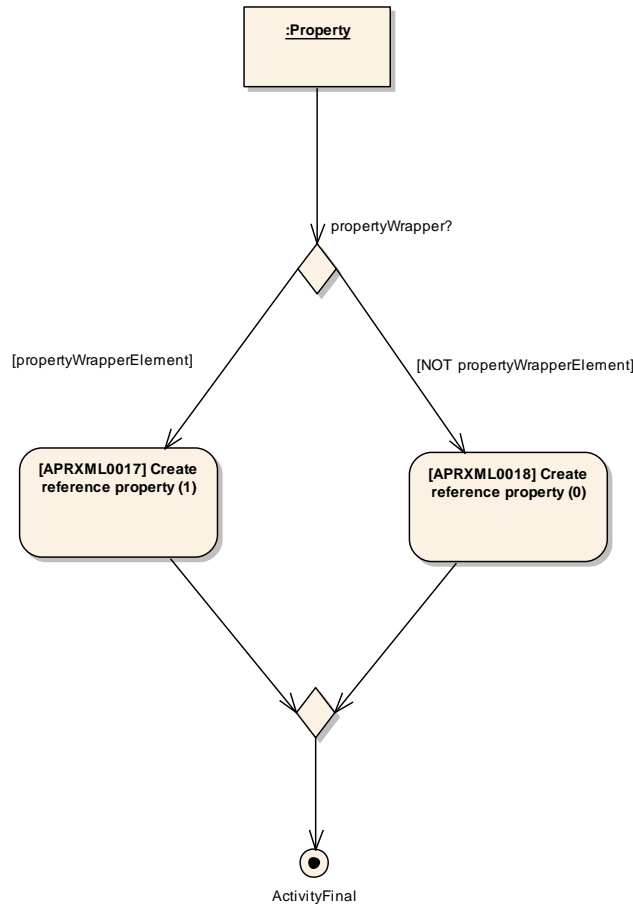 :Property
propertyWrapper?
[propertyWrapperElement]
[NOT propertyWrapperElement]
[APRXML0017] Create
reference property (1)
[APRXML0018] Create
reference property (0)
ActivityFinal